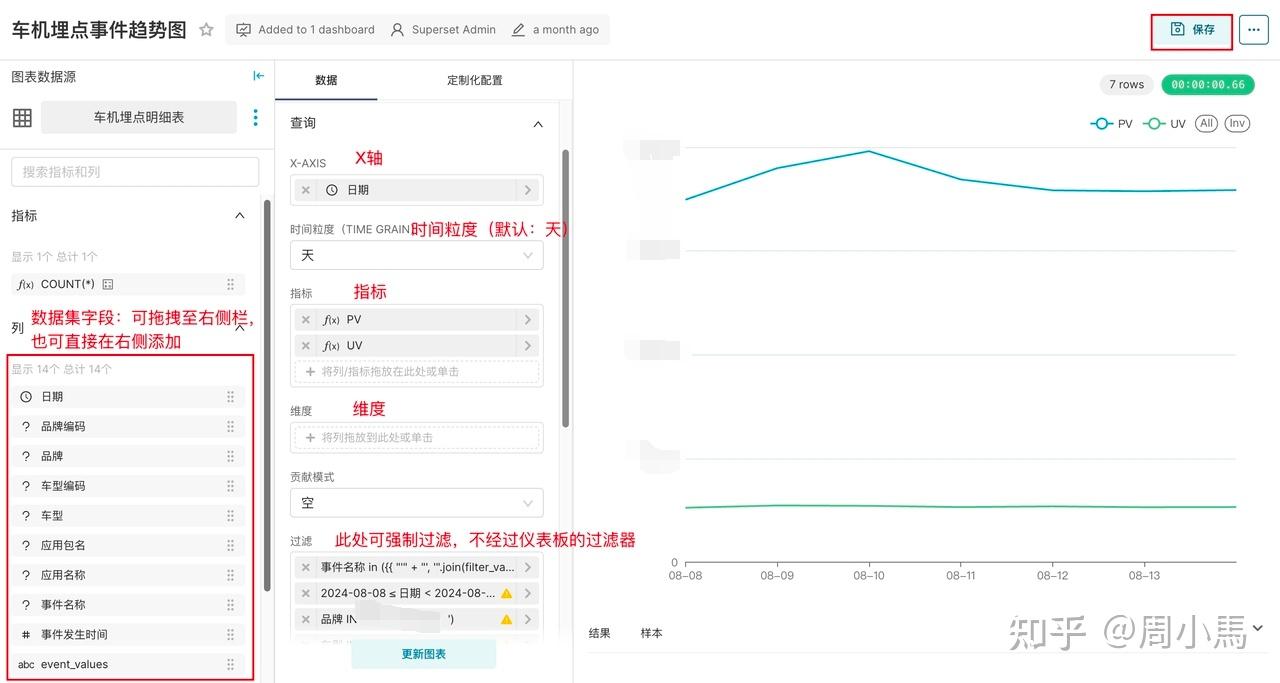 车机埋点事件趋势图
Added to 1 dashboard
Superset Admin
a month ago
保存
...
图表数据源
车机埋点明细表
搜索指标和列
指标
显示 1个 总计 1个
f(x) COUNT(*)
列
数据集字段：可拖拽至右侧栏，
也可直接在右侧添加
显示 14个 总计 14个
日期
? 品牌编码
? 品牌
? 车型编码
? 车型
? 应用包名
? 应用名称
? 事件名称
# 事件发生时间
abc event_values
数据
定制化配置
查询
X-AXIS
X轴
日期
时间粒度（TIME GRAIN
时间粒度（默认：天）
天
指标
指标
f(x) PV
f(x) UV
+ 将列/指标拖放在此处或单击
维度
维度
+ 将列拖放到此处或单击
贡献模式
空
过滤
此处可强制过滤，不经过仪表板的过滤器
事件名称 in ({{ "'" + "', '".join(filter_va...
2024-08-08 ≤ 日期 < 2024-08-...
品牌 IN
')
更新图表
7 rows
00:00:00.66
PV
UV
All
Inv
0
08-08
08-09
08-10
08-11
08-12
08-13
结果
样本
知乎 @周小馬